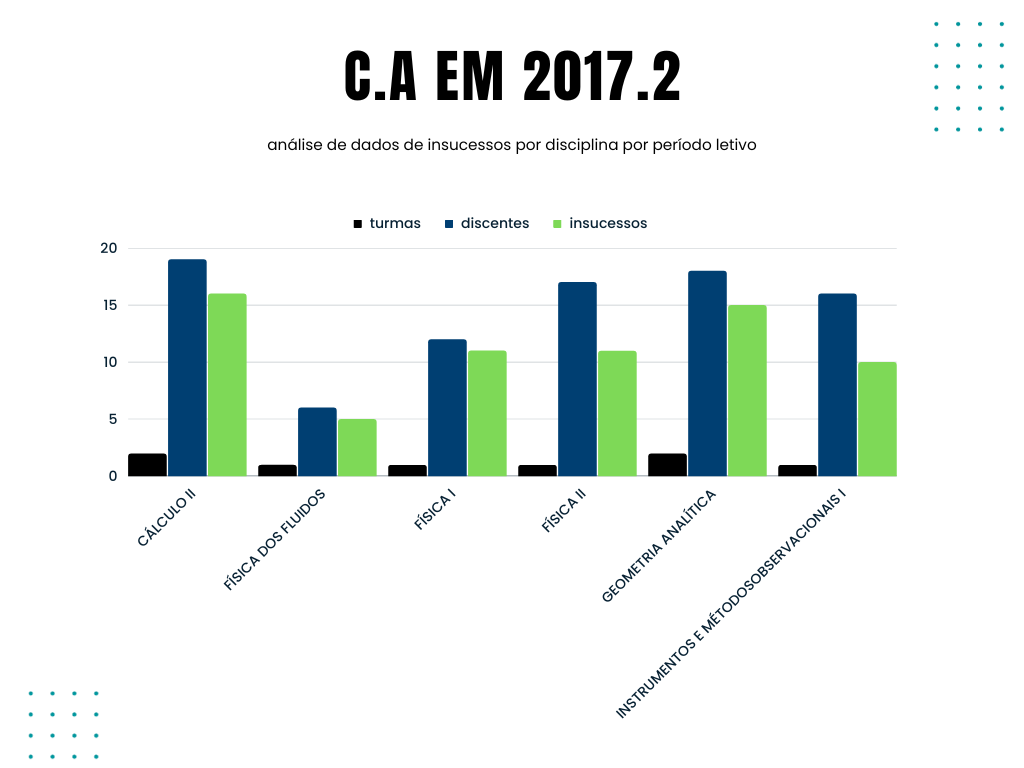 C.A EM 2017.2
análise de dados de insucessos por disciplina por período letivo
turmas discentes insucessos
20
15
10
5
0
CÁLCULO II
FÍSICA DOS FLUIDOS
FÍSICA I
FÍSICA II
GEOMETRIA ANALÍTICA
INSTRUMENTOS E MÉTODOSOBSERVACIONAIS I